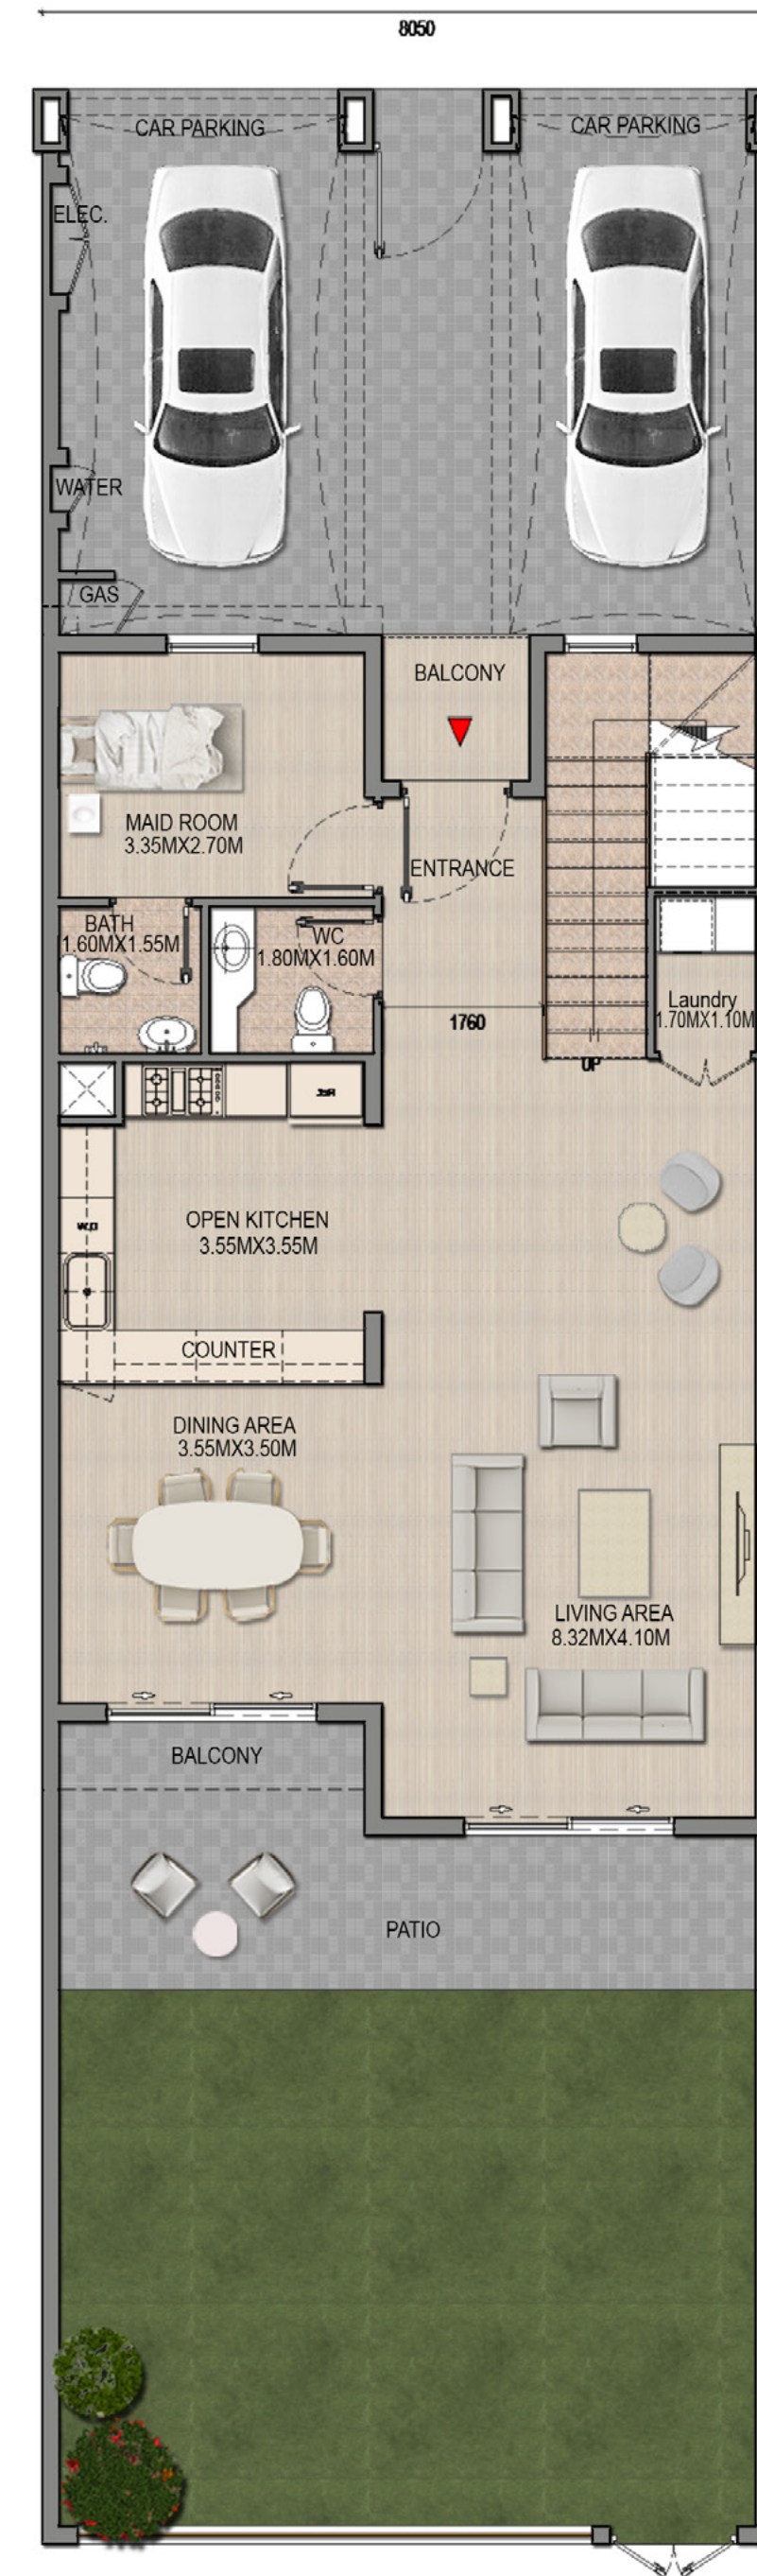 8050
CAR PARKING
CAR PARKING
ELEC.
WATER
GAS
BALCONY
MAID ROOM
3.35MX2.70M
ENTRANCE
BATH
1.60MX1.55M
WC
1.80MX1.60M
Laundry
1.70MX1.10M
1760
UP
OPEN KITCHEN
3.55MX3.55M
COUNTER
DINING AREA
3.55MX3.50M
LIVING AREA
8.32MX4.10M
BALCONY
PATIO